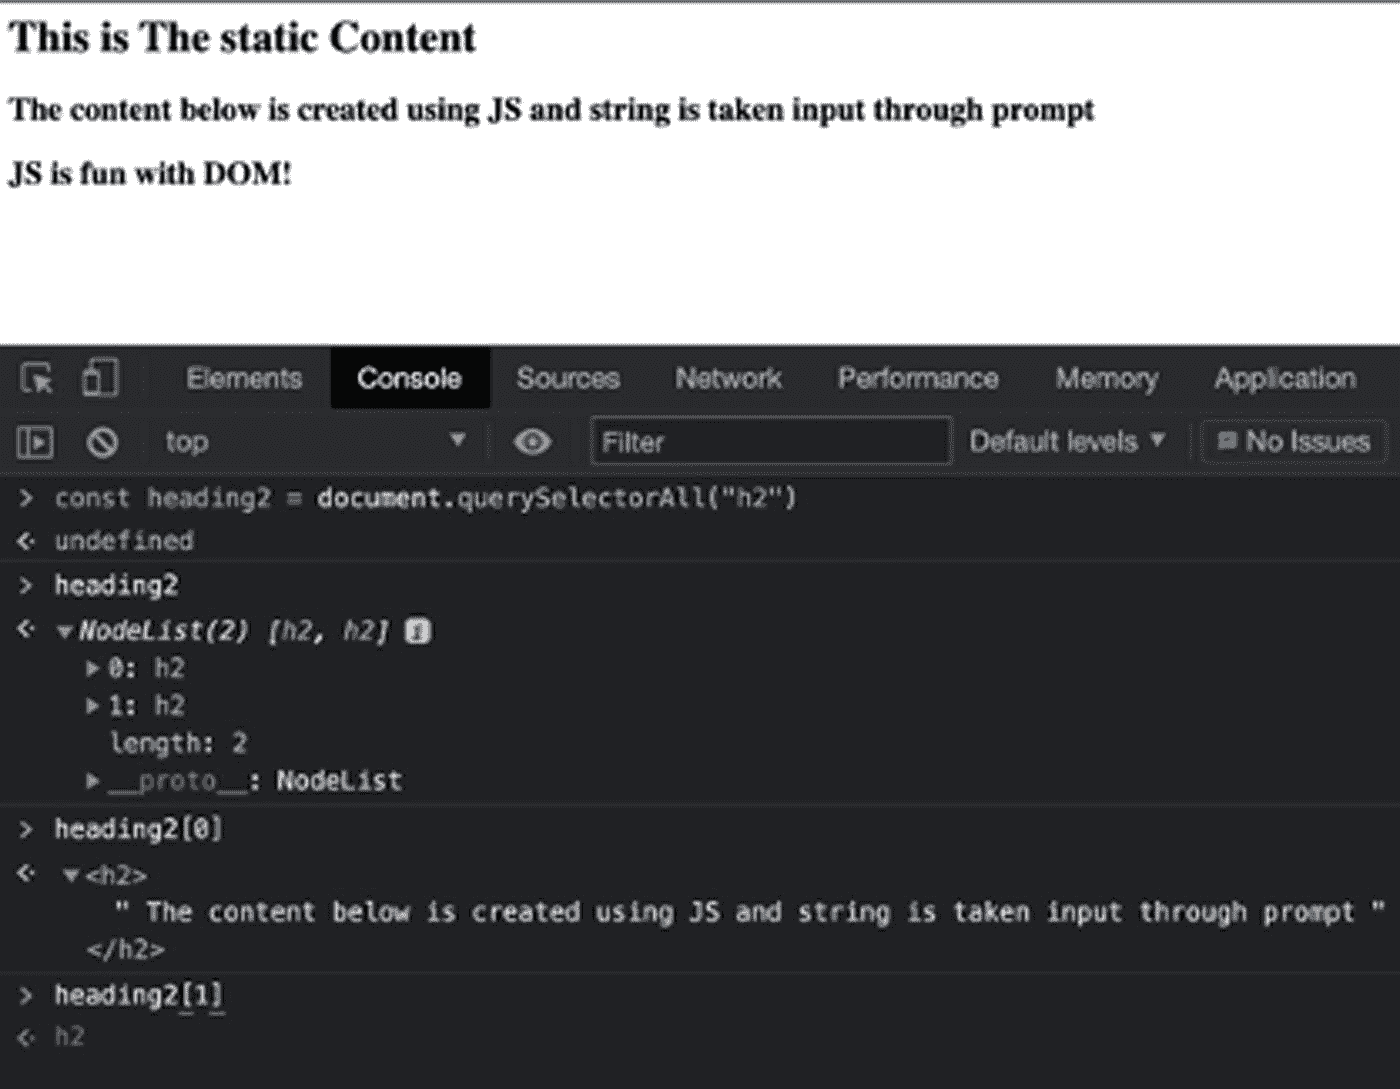 This is The static Content
The content below is created using JS and string is taken input through prompt
JS is fun with DOM!
Elements Console Sources Network Performance Memory Application
top Filter Default levels No Issues
> const heading2 = document.querySelectorAll("h2")
undefined
> heading2
NodeList(2) [h2, h2] i
0: h2
1: h2
length: 2
__proto__: NodeList
> heading2[0]
<h2>
" The content below is created using JS and string is taken input through prompt "
</h2>
> heading2[1]
h2